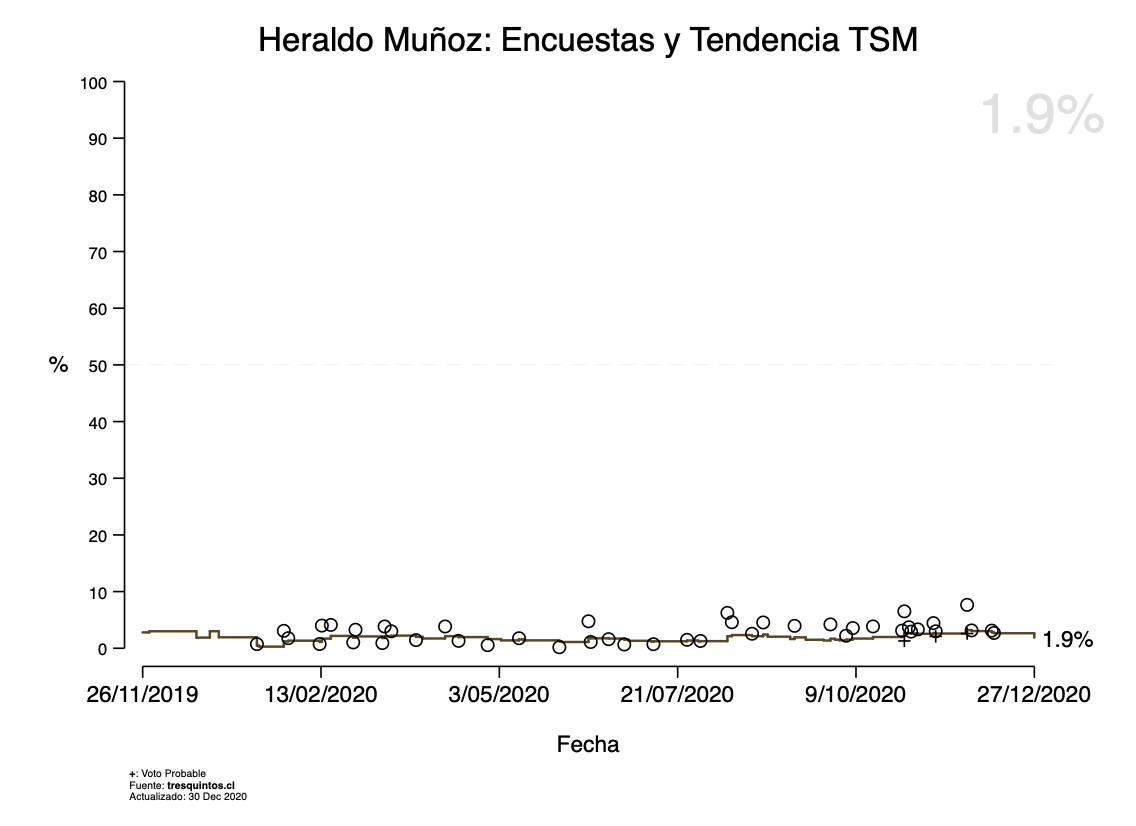 Heraldo Muñoz: Encuestas y Tendencia TSM
1.9%
100
90
80
70
60
% 50
40
30
20
10
0
1.9%
26/11/2019 13/02/2020 3/05/2020 21/07/2020 9/10/2020 27/12/2020
Fecha
+: Voto Probable
Fuente: tresquintos.cl
Actualizado: 30 Dec 2020